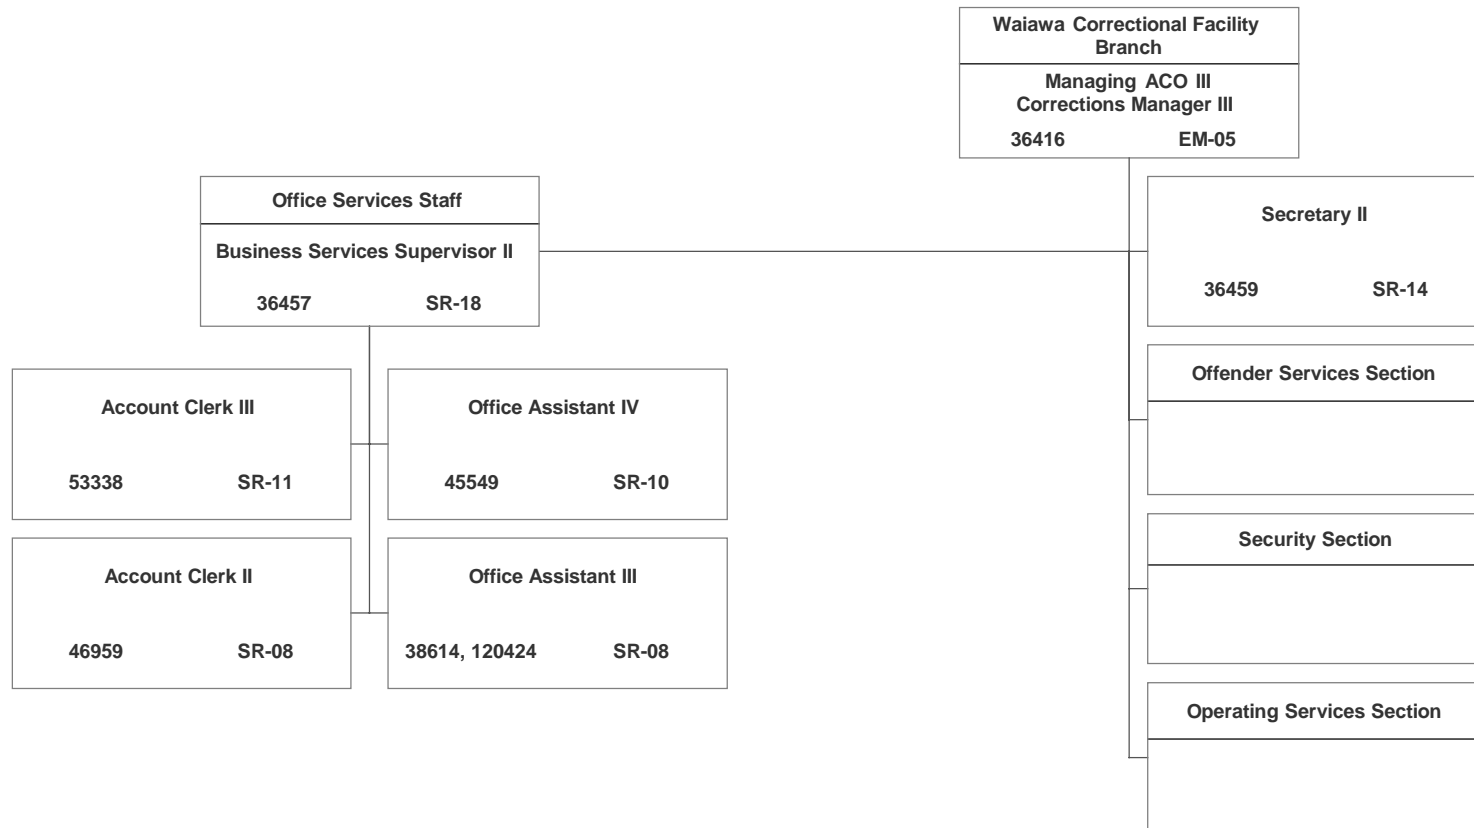 Waiawa Correctional Facility
Branch
Managing ACO III
Corrections Manager III
36416 EM-05
Office Services Staff
Business Services Supervisor II
36457 SR-18
Secretary II
36459 SR-14
Account Clerk III
53338 SR-11
Office Assistant IV
45549 SR-10
Account Clerk II
46959 SR-08
Office Assistant III
38614, 120424 SR-08
Offender Services Section
Security Section
Operating Services Section